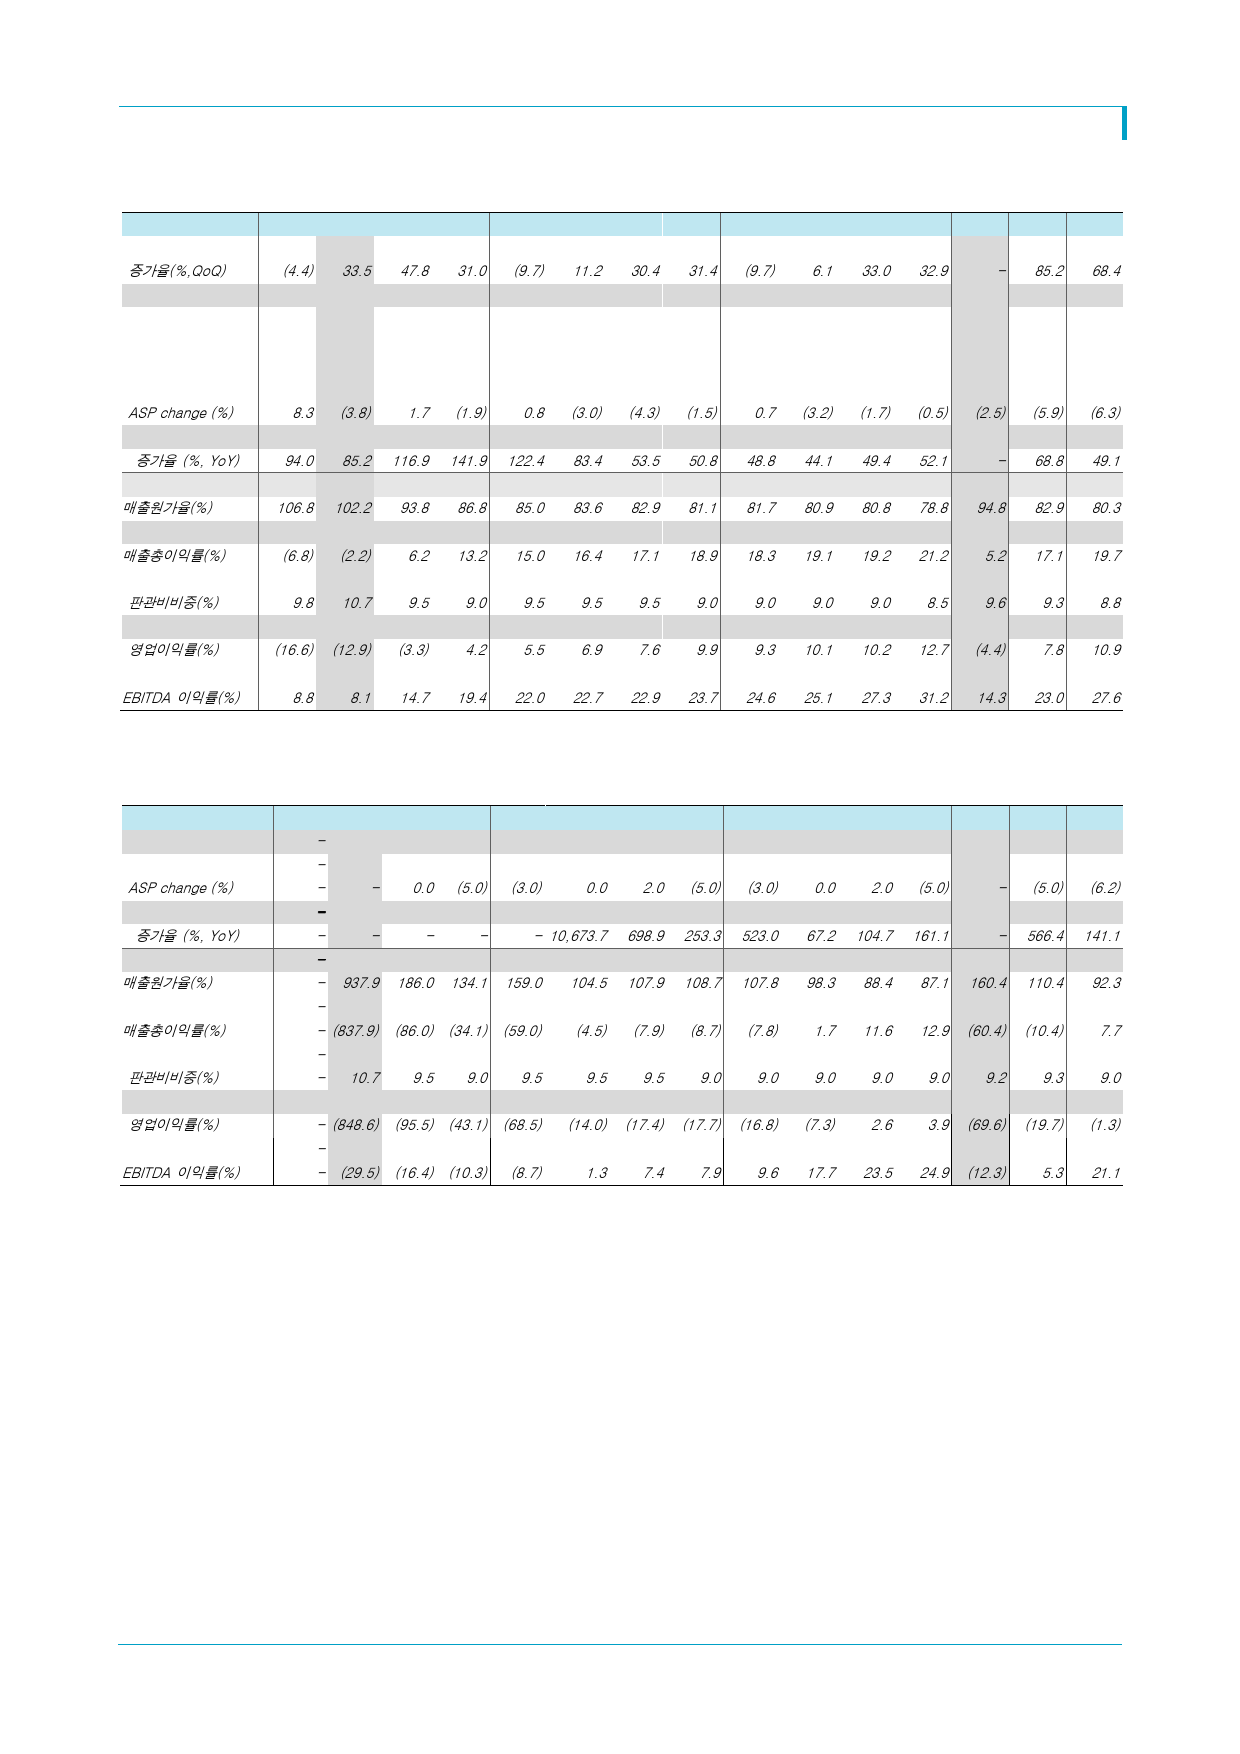 증가율(%,QoQ) (4.4) 33.5 47.8 31.0 (9.7) 11.2 30.4 31.4 (9.7) 6.1 33.0 32.9 – 85.2 68.4
ASP change (%) 8.3 (3.8) 1.7 (1.9) 0.8 (3.0) (4.3) (1.5) 0.7 (3.2) (1.7) (0.5) (2.5) (5.9) (6.3)
증가율 (%, YoY) 94.0 85.2 116.9 141.9 122.4 83.4 53.5 50.8 48.8 44.1 49.4 52.1 – 68.8 49.1
매출원가율(%) 106.8 102.2 93.8 86.8 85.0 83.6 82.9 81.1 81.7 80.9 80.8 78.8 94.8 82.9 80.3
매출총이익률(%) (6.8) (2.2) 6.2 13.2 15.0 16.4 17.1 18.9 18.3 19.1 19.2 21.2 5.2 17.1 19.7
판관비비중(%) 9.8 10.7 9.5 9.0 9.5 9.5 9.5 9.0 9.0 9.0 9.0 8.5 9.6 9.3 8.8
영업이익률(%) (16.6) (12.9) (3.3) 4.2 5.5 6.9 7.6 9.9 9.3 10.1 10.2 12.7 (4.4) 7.8 10.9
EBITDA 이익률(%) 8.8 8.1 14.7 19.4 22.0 22.7 22.9 23.7 24.6 25.1 27.3 31.2 14.3 23.0 27.6
–
–
ASP change (%) – – 0.0 (5.0) (3.0) 0.0 2.0 (5.0) (3.0) 0.0 2.0 (5.0) – (5.0) (6.2)
–
증가율 (%, YoY) – – – – – 10,673.7 698.9 253.3 523.0 67.2 104.7 161.1 – 566.4 141.1
–
매출원가율(%) – 937.9 186.0 134.1 159.0 104.5 107.9 108.7 107.8 98.3 88.4 87.1 160.4 110.4 92.3
–
매출총이익률(%) – (837.9) (86.0) (34.1) (59.0) (4.5) (7.9) (8.7) (7.8) 1.7 11.6 12.9 (60.4) (10.4) 7.7
–
판관비비중(%) – 10.7 9.5 9.0 9.5 9.5 9.5 9.0 9.0 9.0 9.0 9.0 9.2 9.3 9.0
영업이익률(%) – (848.6) (95.5) (43.1) (68.5) (14.0) (17.4) (17.7) (16.8) (7.3) 2.6 3.9 (69.6) (19.7) (1.3)
–
EBITDA 이익률(%) – (29.5) (16.4) (10.3) (8.7) 1.3 7.4 7.9 9.6 17.7 23.5 24.9 (12.3) 5.3 21.1